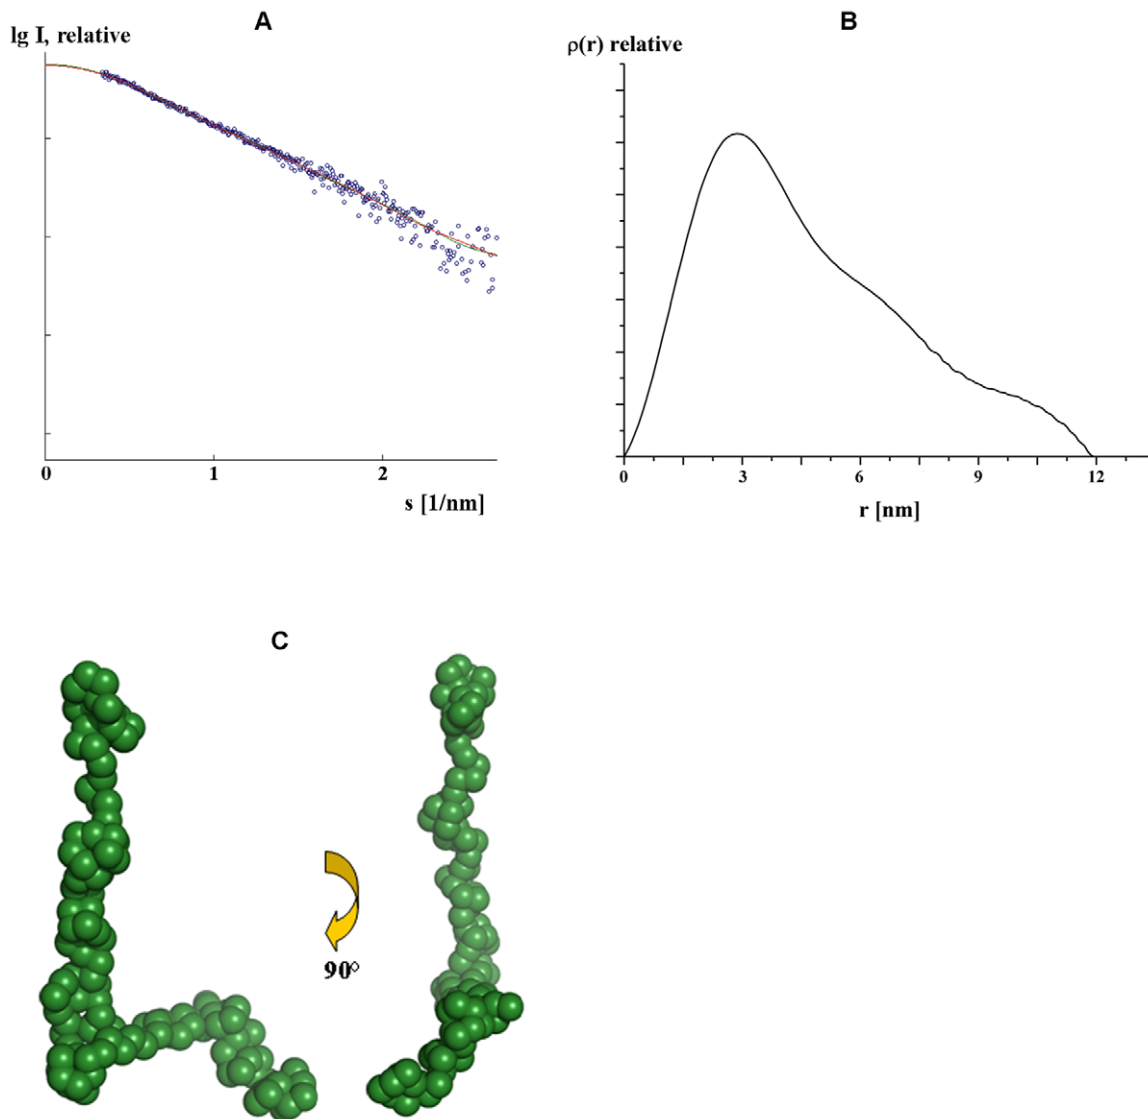 A
lg I, relative
0
1
2
s [1/nm]
B
ρ(r) relative
0
3
6
9
12
r [nm]
C
90°